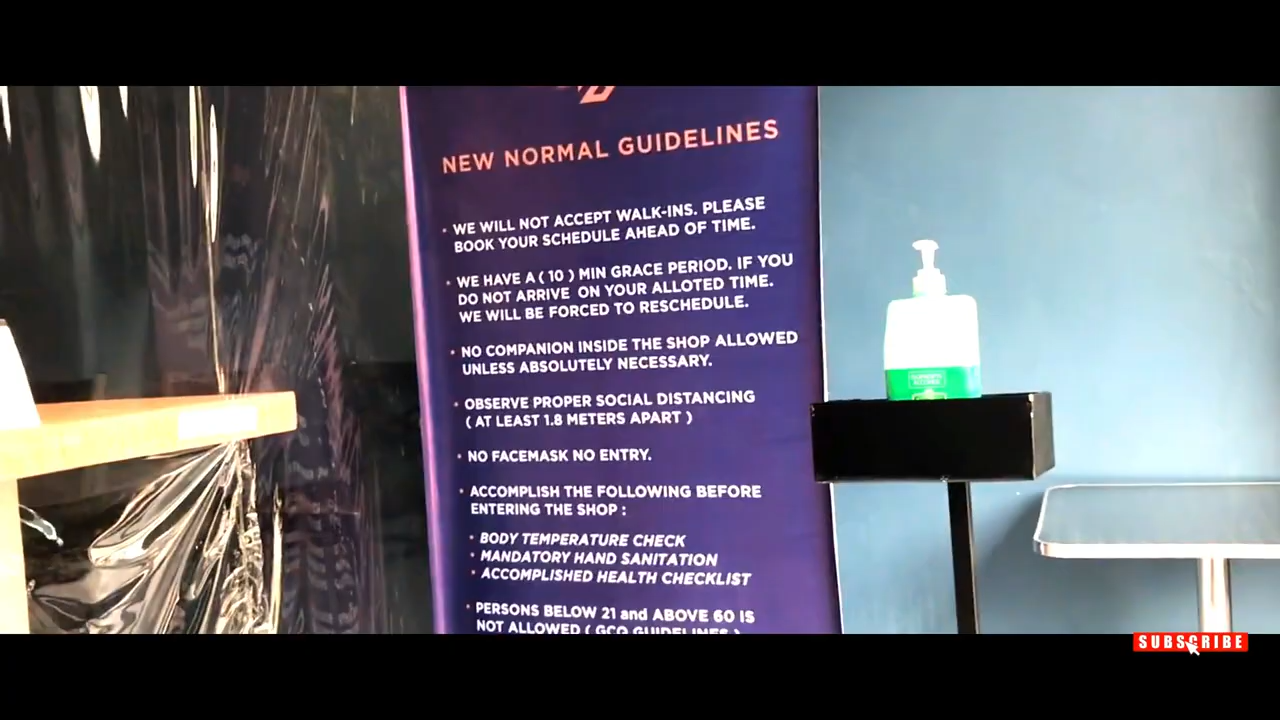 NEW NORMAL GUIDELINES
• WE WILL NOT ACCEPT WALK-INS. PLEASE
BOOK YOUR SCHEDULE AHEAD OF TIME.
• WE HAVE A ( 10 ) MIN GRACE PERIOD. IF YOU
DO NOT ARRIVE ON YOUR ALLOTED TIME.
WE WILL BE FORCED TO RESCHEDULE.
• NO COMPANION INSIDE THE SHOP ALLOWED
UNLESS ABSOLUTELY NECESSARY.
• OBSERVE PROPER SOCIAL DISTANCING
( AT LEAST 1.8 METERS APART )
• NO FACEMASK NO ENTRY.
• ACCOMPLISH THE FOLLOWING BEFORE
ENTERING THE SHOP :
• BODY TEMPERATURE CHECK
• MANDATORY HAND SANITATION
• ACCOMPLISHED HEALTH CHECKLIST
• PERSONS BELOW 21 and ABOVE 60 IS
NOT ALLOWED ( GCQ GUIDELINES )
SUBSCRIBE